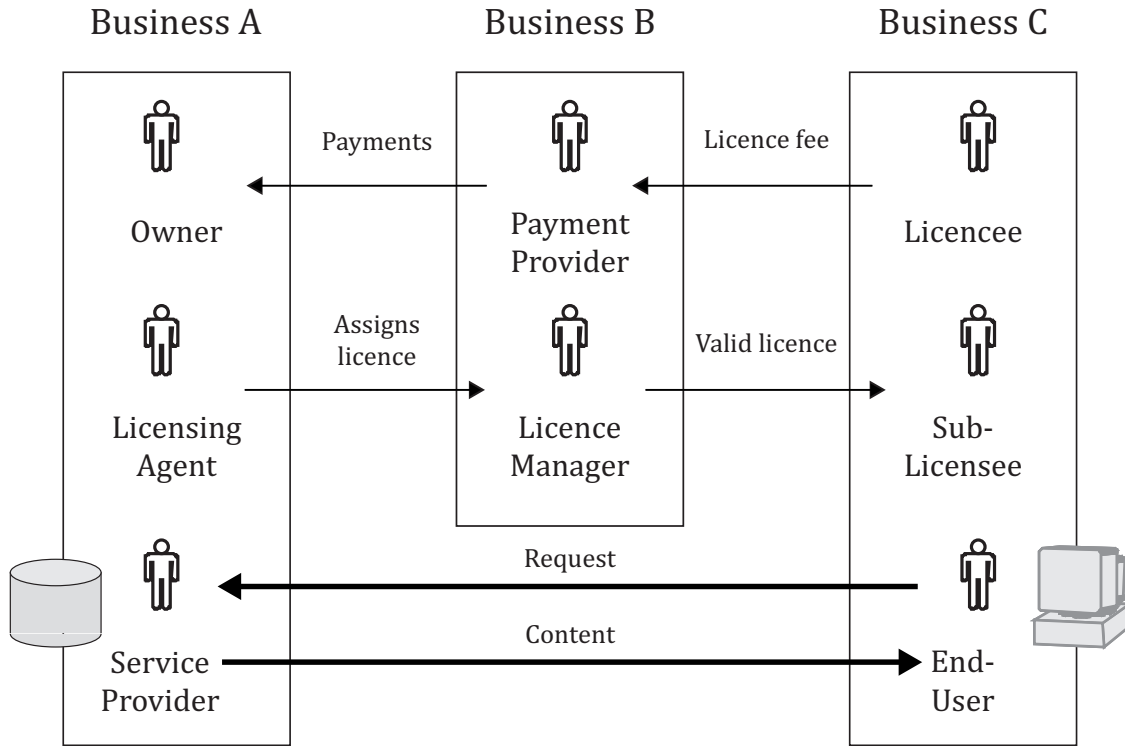 Business A
Business B
Business C
Payments
Licence fee
Owner
Payment
Provider
Licencee
Assigns
licence
Valid licence
Licensing
Agent
Licence
Manager
Sub-
Licensee
Request
Content
Service
Provider
End-
User